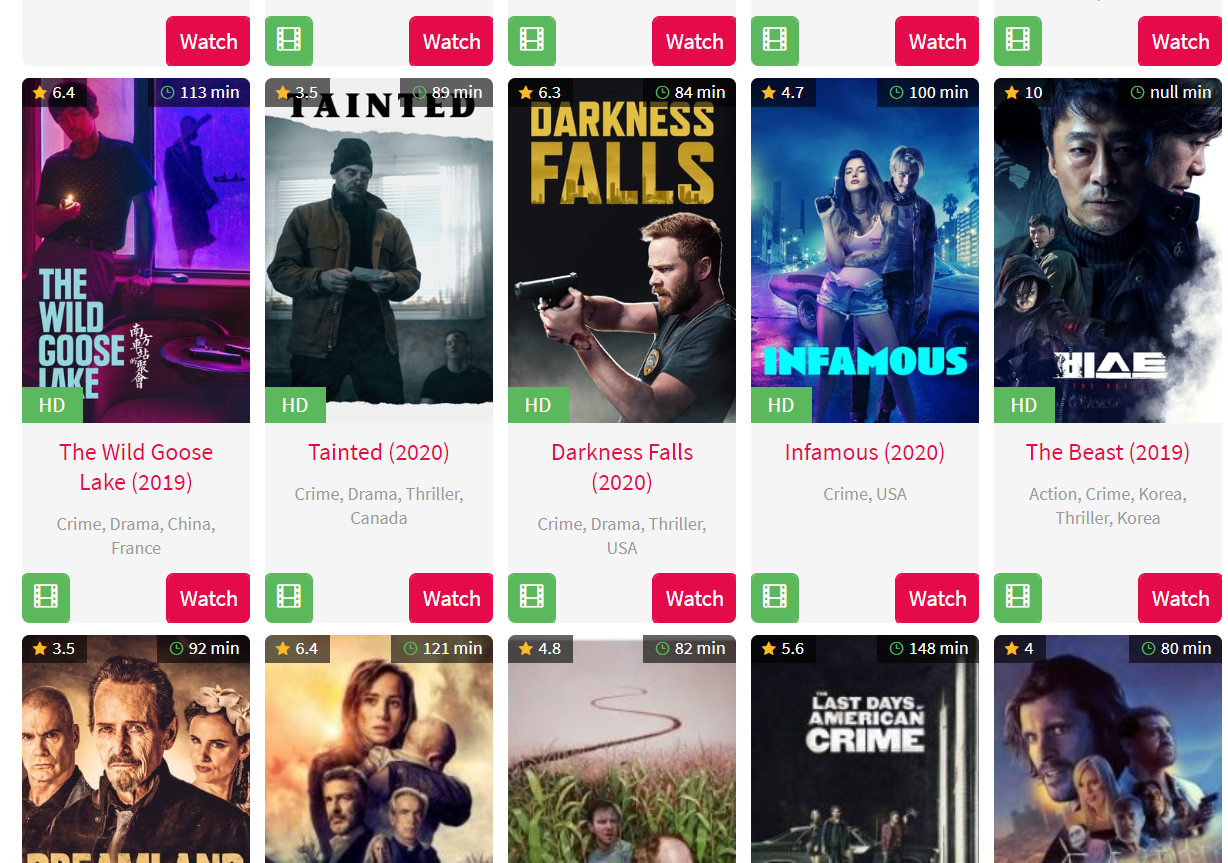 Watch
Watch
Watch
Watch
Watch
6.4
113 min
THE
WILD
GOOSE
LAKE
南方
車站
的聚會
HD
3.5
89 min
TAINTED
HD
6.3
84 min
DARKNESS
FALLS
HD
4.7
100 min
INFAMOUS
HD
10
null min
비스트
THE BEAST
HD
The Wild Goose
Lake (2019)
Crime, Drama, China,
France
Tainted (2020)
Crime, Drama, Thriller,
Canada
Darkness Falls
(2020)
Crime, Drama, Thriller,
USA
Infamous (2020)
Crime, USA
The Beast (2019)
Action, Crime, Korea,
Thriller, Korea
Watch
Watch
Watch
Watch
Watch
3.5
92 min
DREAMLAND
6.4
121 min
4.8
82 min
5.6
148 min
THE
LAST DAYS OF
AMERICAN
CRIME
4
80 min